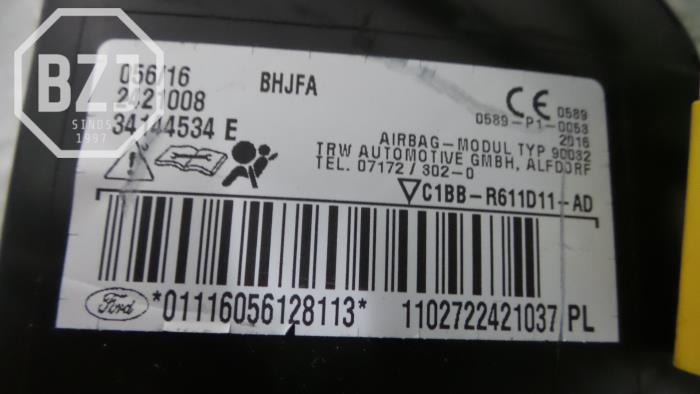 BZJ
SINDS
1997
056/16
BHJFA
2421008
34144534 E
CE 0589
0589-P1-0053
2016
AIRBAG-MODUL TYP 90032
TRW AUTOMOTIVE GMBH, ALFDORF
TEL. 07172 / 302-0
C1BB-R611D11-AD
Ford *01116056128113* 1102722421037 PL